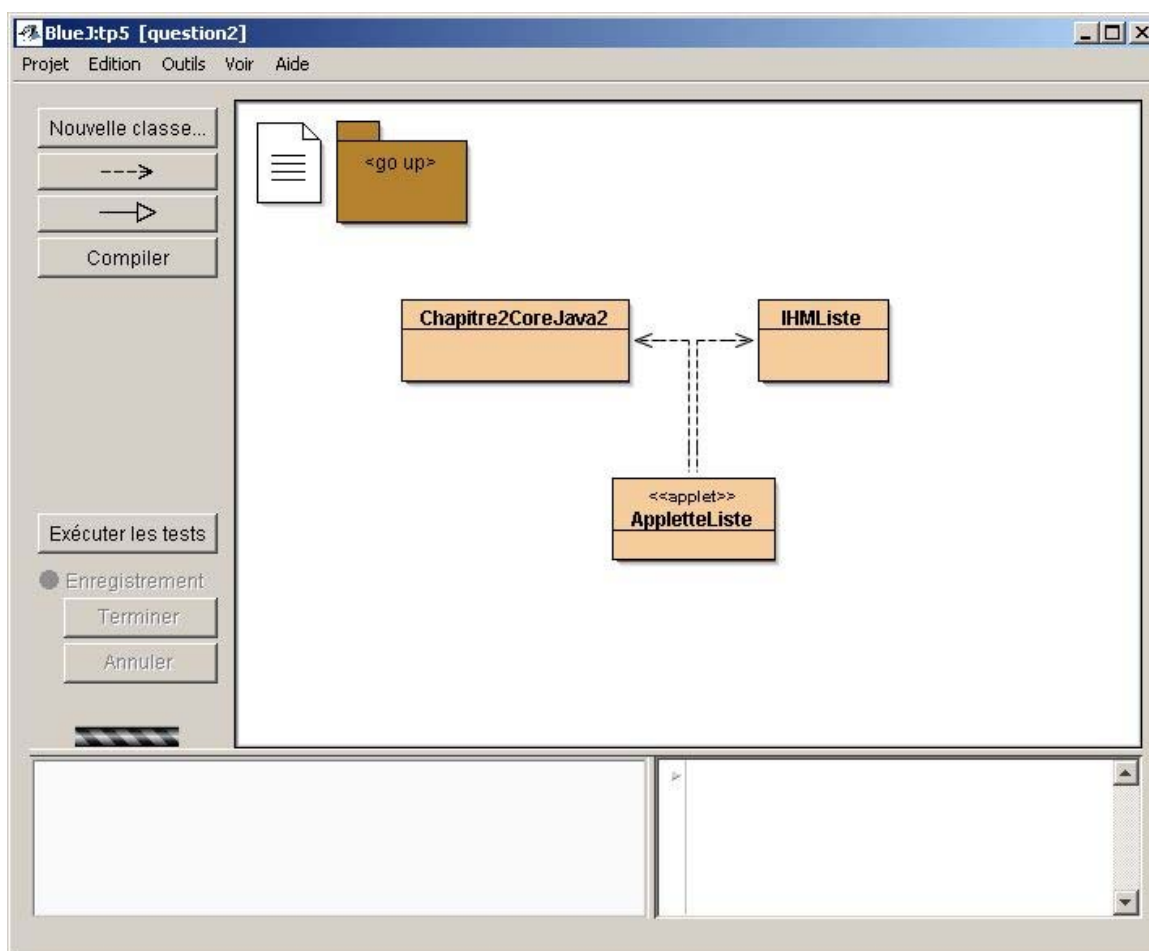 BlueJ:tp5 [question2]
Projet Edition Outils Voir Aide
Nouvelle classe...
Compiler
Exécuter les tests
Enregistrement
Terminer
Annuler
<go up>
Chapitre2CoreJava2
IHMListe
<<applet>>
AppletteListe